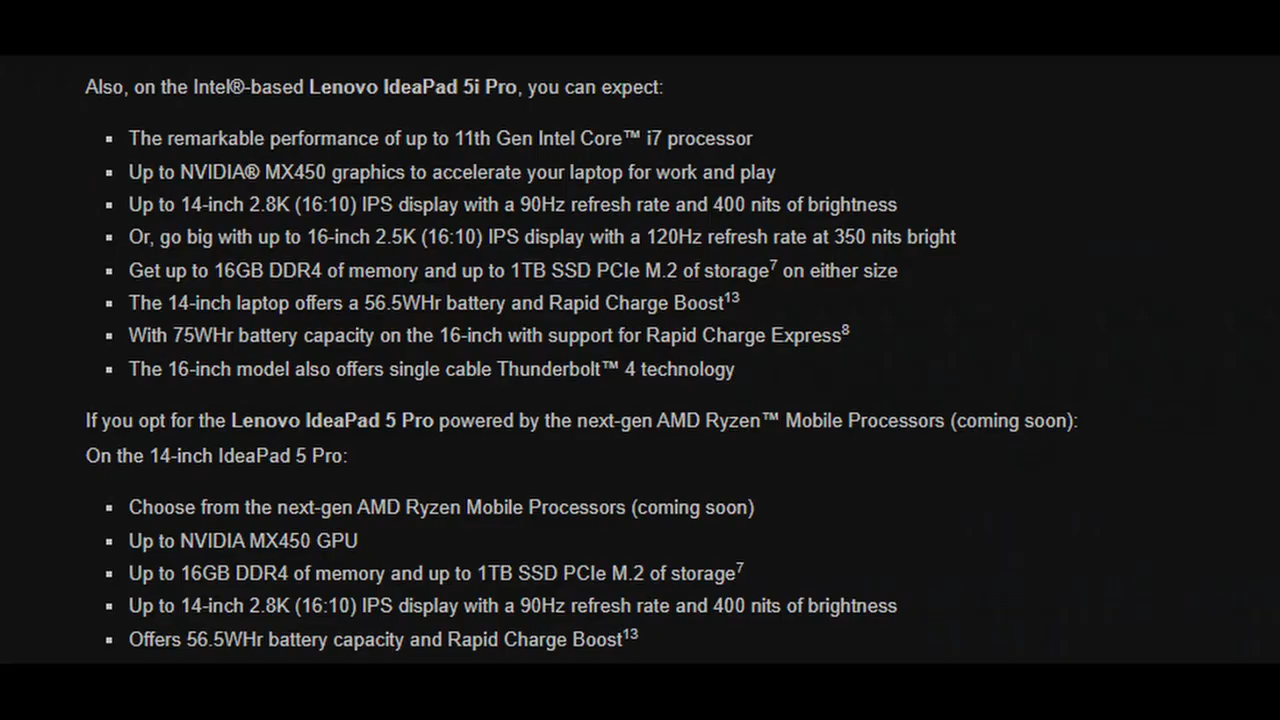 Also, on the Intel®-based Lenovo IdeaPad 5i Pro, you can expect:
▪ The remarkable performance of up to 11th Gen Intel Core™ i7 processor
▪ Up to NVIDIA® MX450 graphics to accelerate your laptop for work and play
▪ Up to 14-inch 2.8K (16:10) IPS display with a 90Hz refresh rate and 400 nits of brightness
▪ Or, go big with up to 16-inch 2.5K (16:10) IPS display with a 120Hz refresh rate at 350 nits bright
▪ Get up to 16GB DDR4 of memory and up to 1TB SSD PCIe M.2 of storage⁷ on either size
▪ The 14-inch laptop offers a 56.5WHr battery and Rapid Charge Boost¹³
▪ With 75WHr battery capacity on the 16-inch with support for Rapid Charge Express⁸
▪ The 16-inch model also offers single cable Thunderbolt™ 4 technology
If you opt for the Lenovo IdeaPad 5 Pro powered by the next-gen AMD Ryzen™ Mobile Processors (coming soon):
On the 14-inch IdeaPad 5 Pro:
▪ Choose from the next-gen AMD Ryzen Mobile Processors (coming soon)
▪ Up to NVIDIA MX450 GPU
▪ Up to 16GB DDR4 of memory and up to 1TB SSD PCIe M.2 of storage⁷
▪ Up to 14-inch 2.8K (16:10) IPS display with a 90Hz refresh rate and 400 nits of brightness
▪ Offers 56.5WHr battery capacity and Rapid Charge Boost¹³